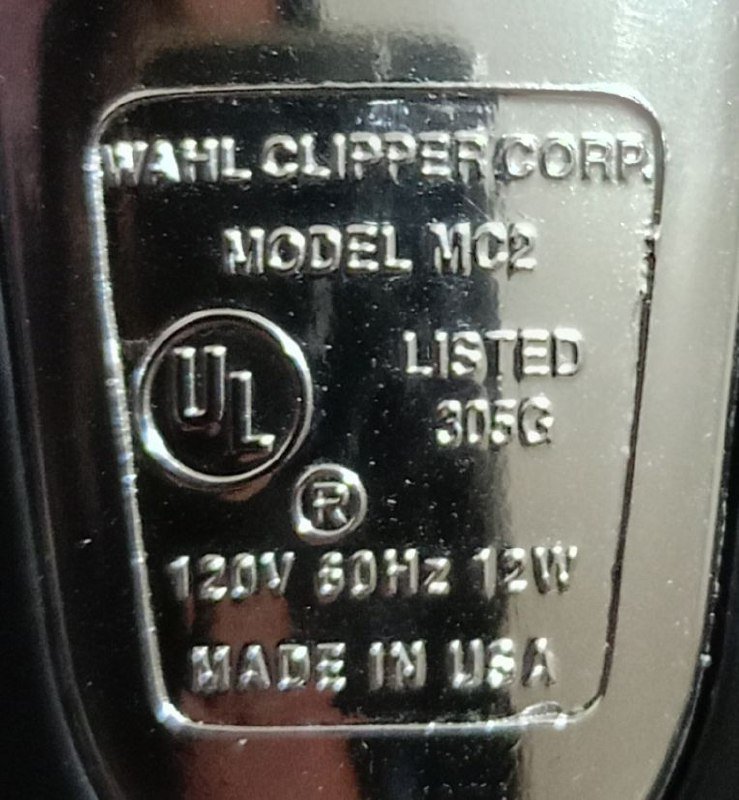 WAHL CLIPPER CORP.
MODEL MC2
UL
LISTED
305G
®
120V 60Hz 12W
MADE IN USA